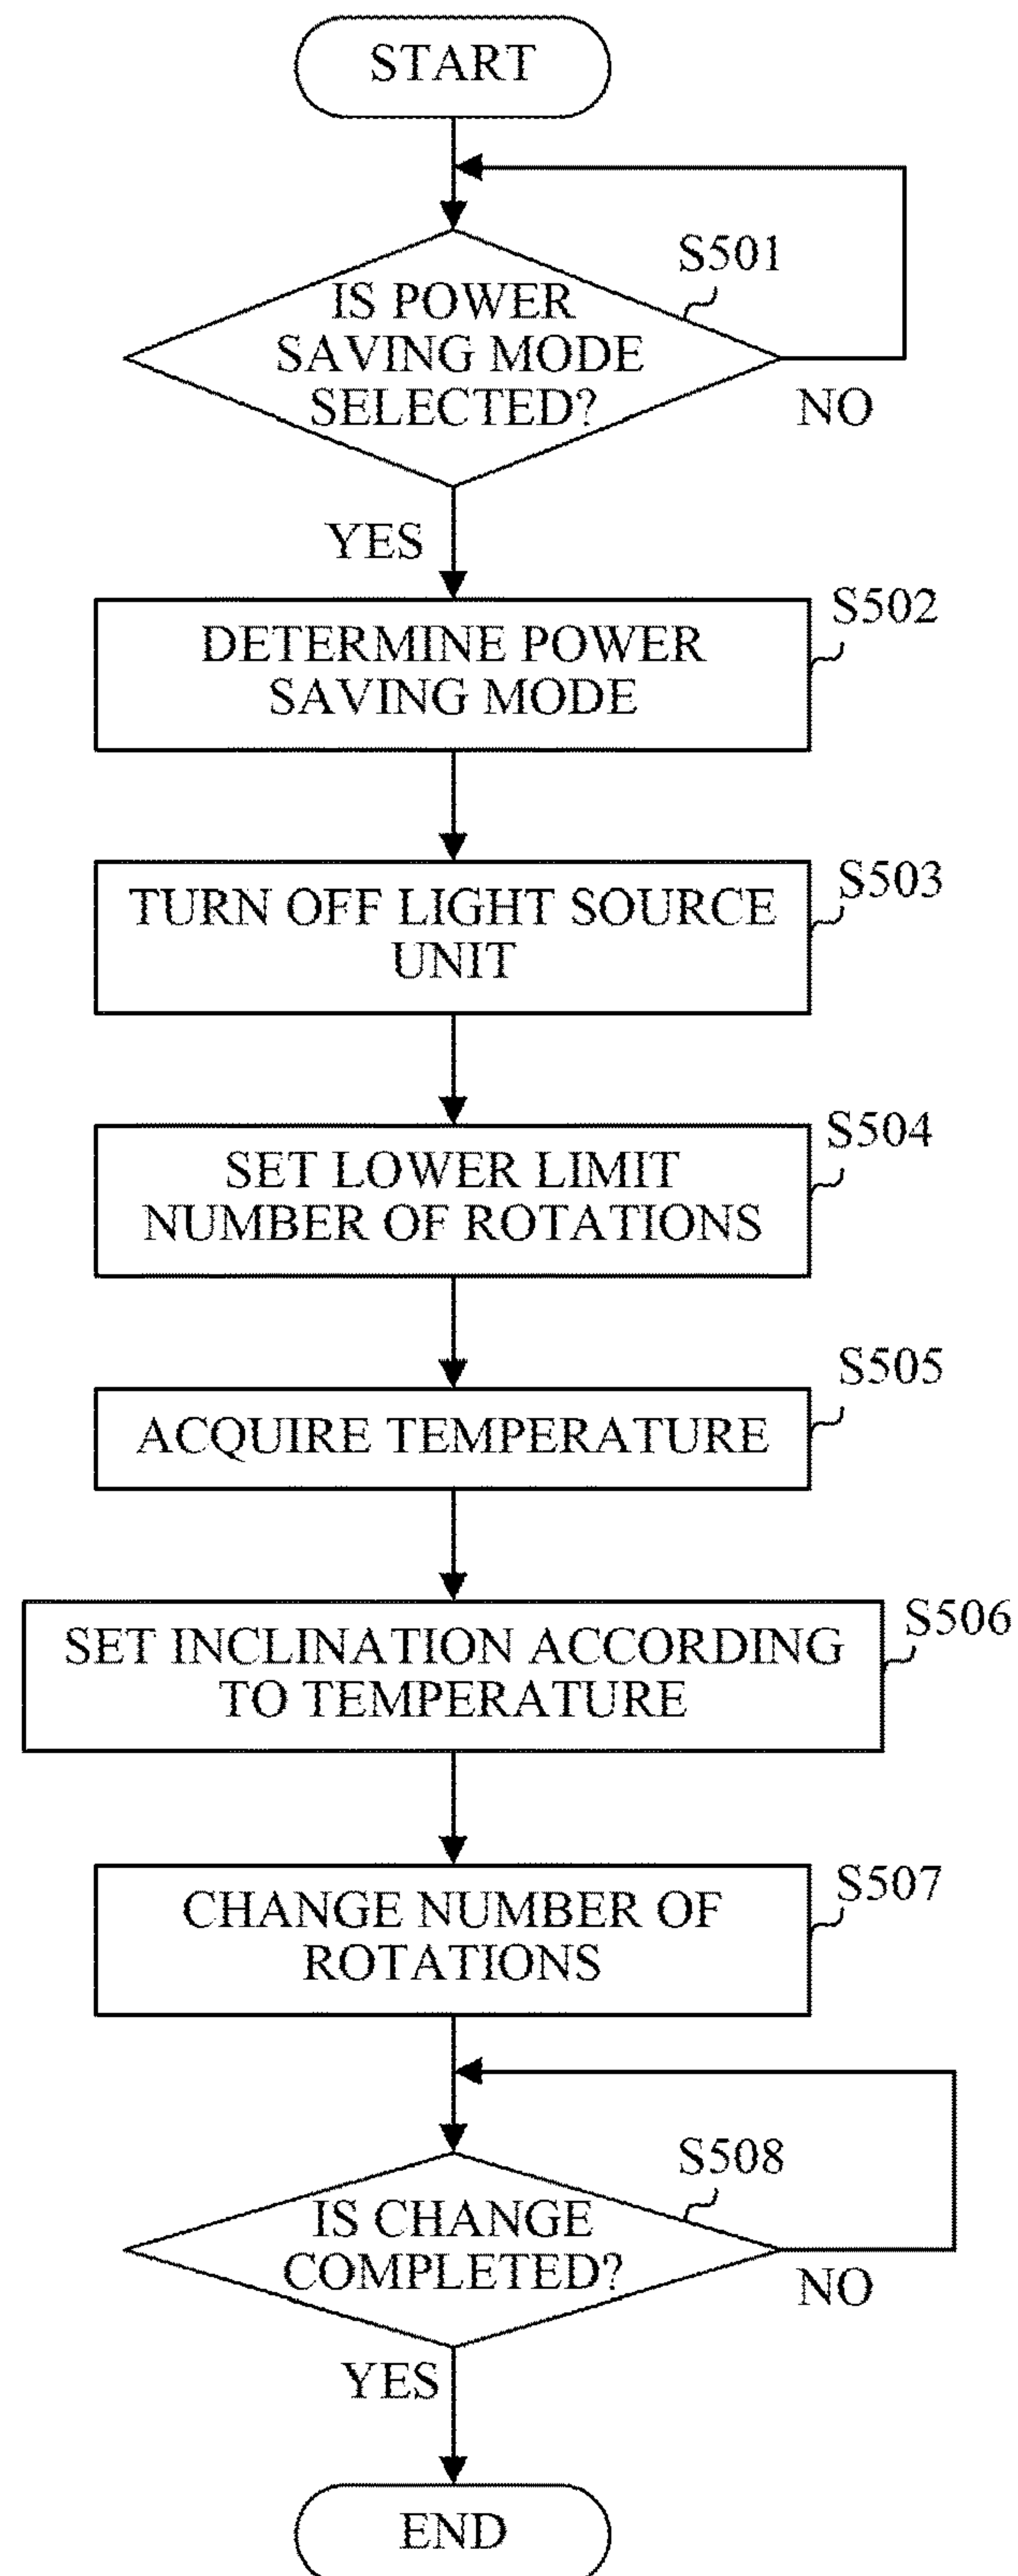 START
S501
IS POWER
SAVING MODE
SELECTED?
NO
YES
S502
DETERMINE POWER
SAVING MODE
S503
TURN OFF LIGHT SOURCE
UNIT
S504
SET LOWER LIMIT
NUMBER OF ROTATIONS
S505
ACQUIRE TEMPERATURE
S506
SET INCLINATION ACCORDING
TO TEMPERATURE
S507
CHANGE NUMBER OF
ROTATIONS
S508
IS CHANGE
COMPLETED?
NO
YES
END